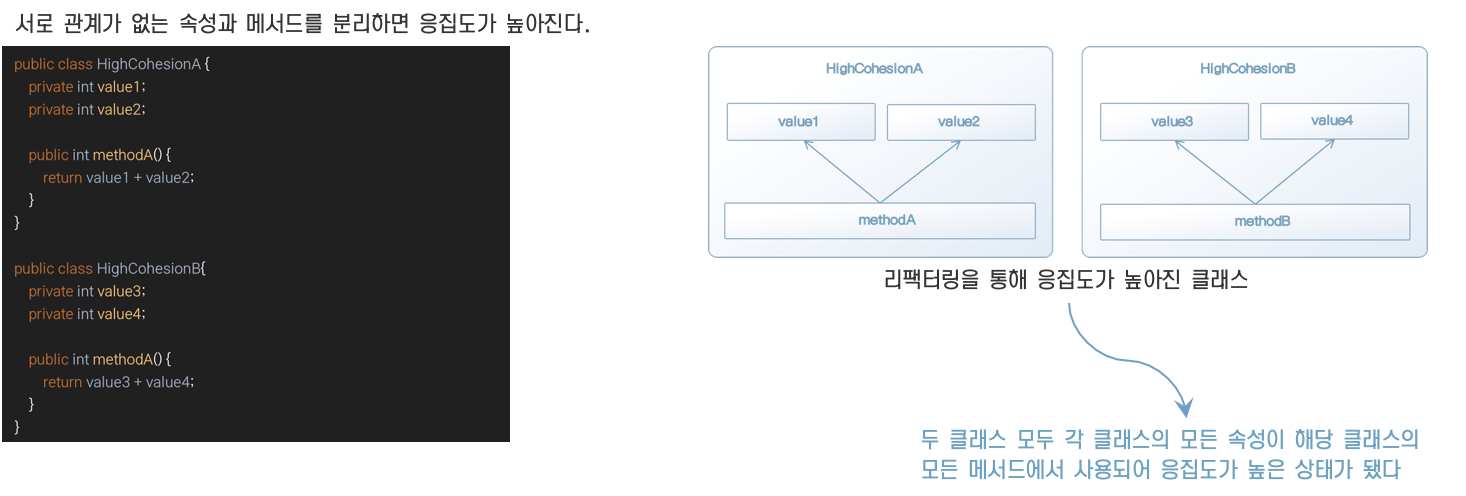 서로 관계가 없는 속성과 메서드를 분리하면 응집도가 높아진다.
public class HighCohesionA {
private int value1;
private int value2;
public int methodA() {
return value1 + value2;
}
}
public class HighCohesionB{
private int value3;
private int value4;
public int methodA() {
return value3 + value4;
}
}
HighCohesionA
value1
value2
methodA
HighCohesionB
value3
value4
methodB
리팩터링을 통해 응집도가 높아진 클래스
두 클래스 모두 각 클래스의 모든 속성이 해당 클래스의
모든 메서드에서 사용되어 응집도가 높은 상태가 됐다